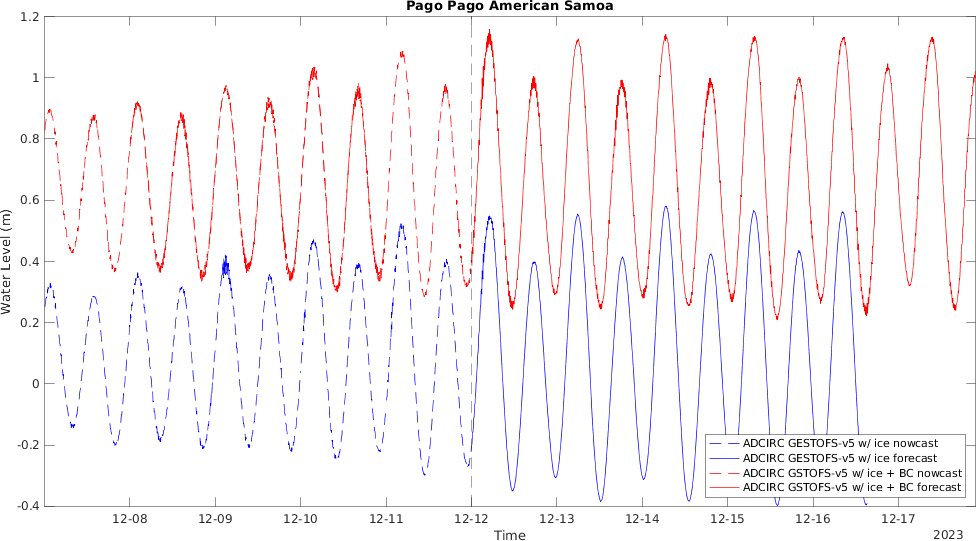 Pago Pago American Samoa
1.2
1
0.8
0.6
0.4
0.2
0
-0.2
-0.4
Water Level (m)
12-08
12-09
12-10
12-11
12-12
12-13
12-14
12-15
12-16
12-17
Time
2023
ADCIRC GESTOFS-v5 w/ ice nowcast
ADCIRC GESTOFS-v5 w/ ice forecast
ADCIRC GSTOFS-v5 w/ ice + BC nowcast
ADCIRC GSTOFS-v5 w/ ice + BC forecast